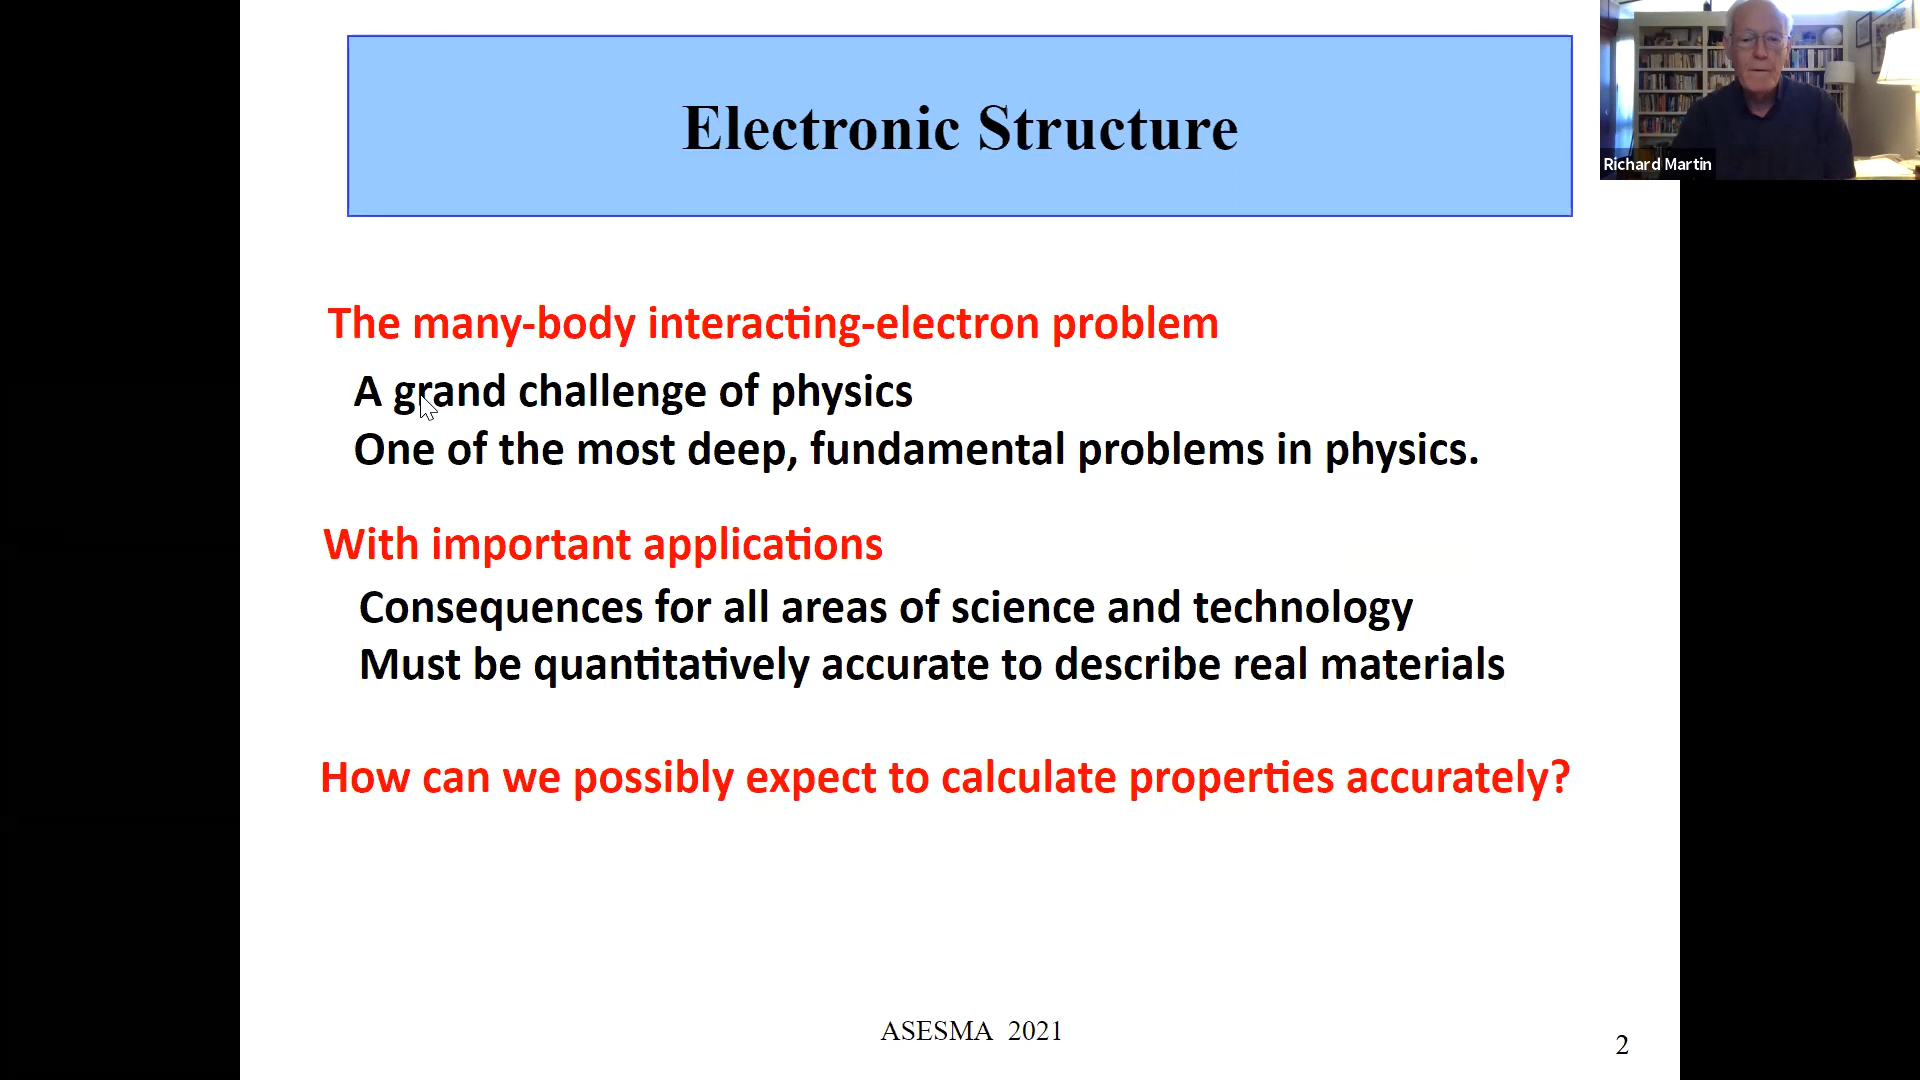 Electronic Structure
Richard Martin
The many-body interacting-electron problem
A grand challenge of physics
One of the most deep, fundamental problems in physics.
With important applications
Consequences for all areas of science and technology
Must be quantitatively accurate to describe real materials
How can we possibly expect to calculate properties accurately?
ASESMA 2021
2